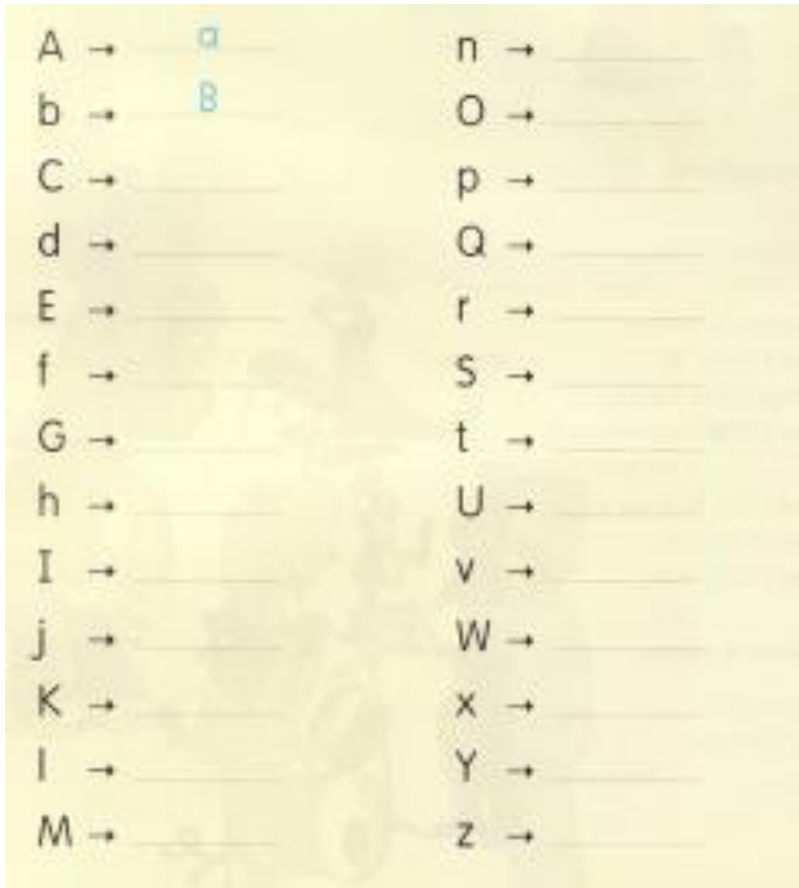 A → a
b → B
C →
d →
E →
f →
G →
h →
I →
j →
K →
l →
M →
n →
O →
p →
Q →
r →
S →
t →
U →
v →
W →
x →
Y →
z →